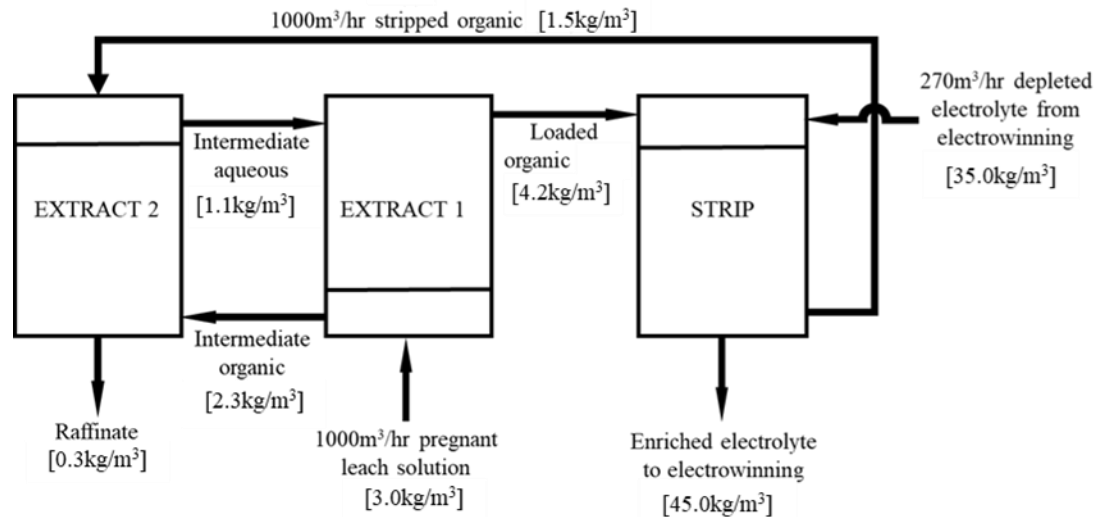 1000m³/hr stripped organic [1.5kg/m³]
270m³/hr depleted
electrolyte from
electrowinning
[35.0kg/m³]
Intermediate
aqueous
[1.1kg/m³]
Loaded
organic
[4.2kg/m³]
EXTRACT 2
EXTRACT 1
STRIP
Intermediate
organic
[2.3kg/m³]
Raffinate
[0.3kg/m³]
1000m³/hr pregnant
leach solution
[3.0kg/m³]
Enriched electrolyte
to electrowinning
[45.0kg/m³]